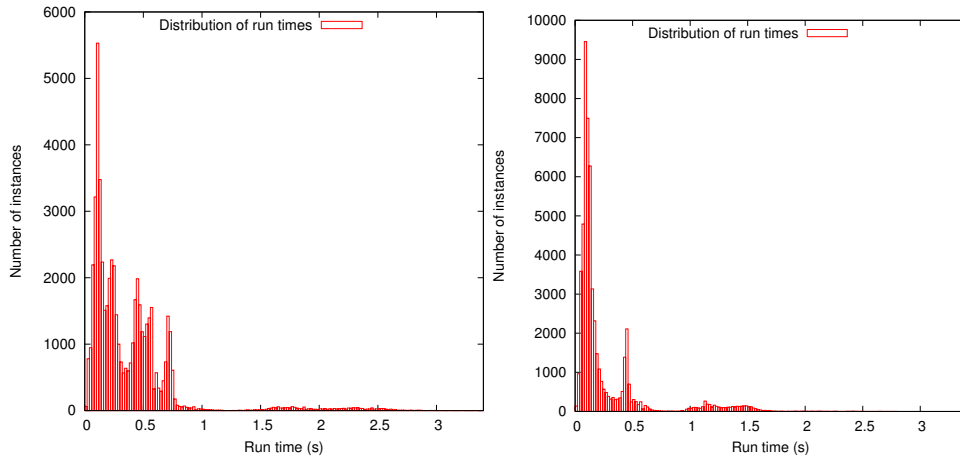 Distribution of run times
6000
5000
4000
3000
2000
1000
0
Number of instances
0 0.5 1 1.5 2 2.5 3
Run time (s)
Distribution of run times
10000
9000
8000
7000
6000
5000
4000
3000
2000
1000
0
Number of instances
0 0.5 1 1.5 2 2.5 3
Run time (s)